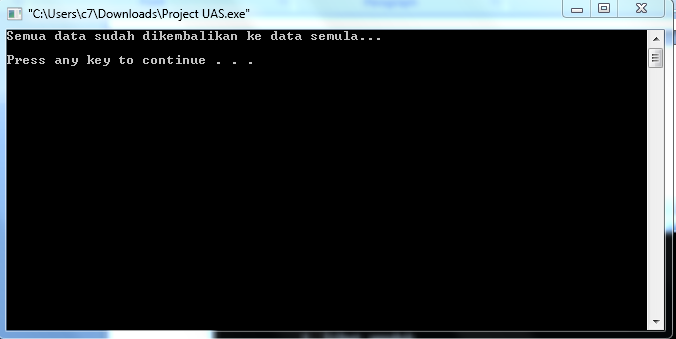 "C:\Users\c7\Downloads\Project UAS.exe"
Semua data sudah dikembalikan ke data semula...
Press any key to continue . . .